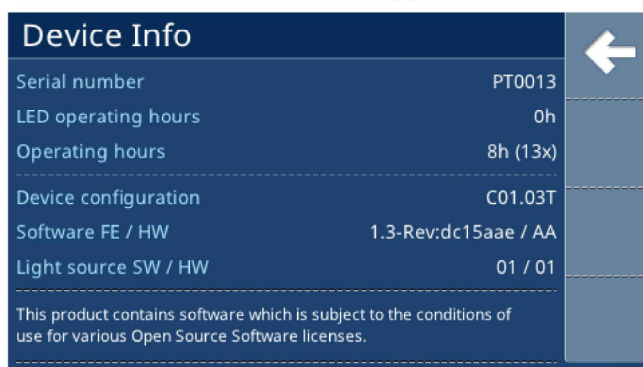 Device Info
Serial number PT0013
LED operating hours 0h
Operating hours 8h (13x)
Device configuration C01.03T
Software FE / HW 1.3-Rev:dc15aae / AA
Light source SW / HW 01 / 01
This product contains software which is subject to the conditions of
use for various Open Source Software licenses.